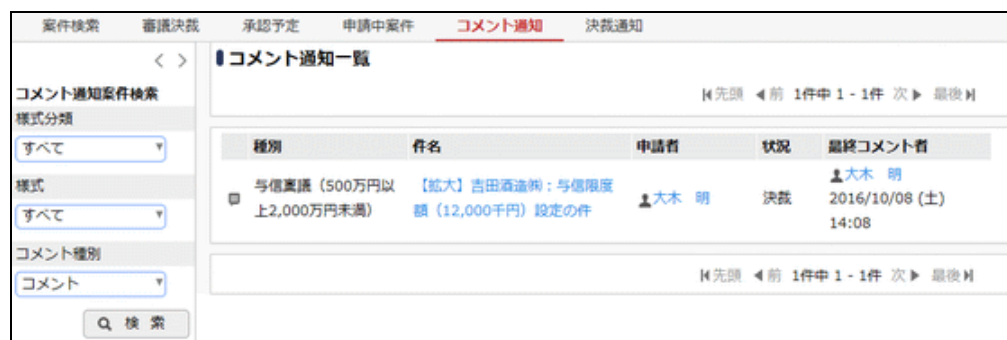 案件検索 審議決裁 承認予定 申請中案件 コメント通知 決裁通知
コメント通知案件検索
様式分類
すべて
様式
すべて
コメント種別
コメント
検 索
コメント通知一覧
先頭 前 1件中 1 - 1件 次 最後
種別 件名 申請者 状況 最終コメント者
与信稟議（500万円以
上2,000万円未満）
【拡大】吉田酒造㈱：与信限度
額（12,000千円）設定の件
大木 明
決裁
大木 明
2016/10/08 (土)
14:08
先頭 前 1件中 1 - 1件 次 最後